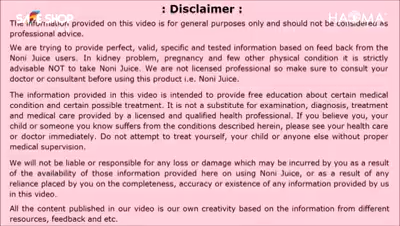 : Disclaimer :
SAFE SHOP
HAOMA
The information provided on this video is for general purposes only and should not be considered as
professional advice.
We are trying to provide perfect, valid, specific and tested information based on feed back from the
Noni Juice users. In kidney problem, pregnancy and few other physical condition it is strictly
advisable NOT to take Noni Juice. We are not licensed professional so make sure to consult your
doctor or consultant before using this product i.e. Noni Juice.
The information provided in this video is intended to provide free education about certain medical
condition and certain possible treatment. It is not a substitute for examination, diagnosis, treatment
and medical care provided by a licensed and qualified health professional. If you believe you, your
child or someone you know suffers from the conditions described herein, please see your health care
or doctor immediately. Do not attempt to treat yourself, your child or anyone else without proper
medical supervision.
We will not be liable or responsible for any loss or damage which may be incurred by you as a result
of the availability of those information provided here on using Noni Juice, or as a result of any
reliance placed by you on the completeness, accuracy or existence of any information provided by us
in this video.
All the content published in our video is our own creativity based on the information from different
resources, feedback and etc.